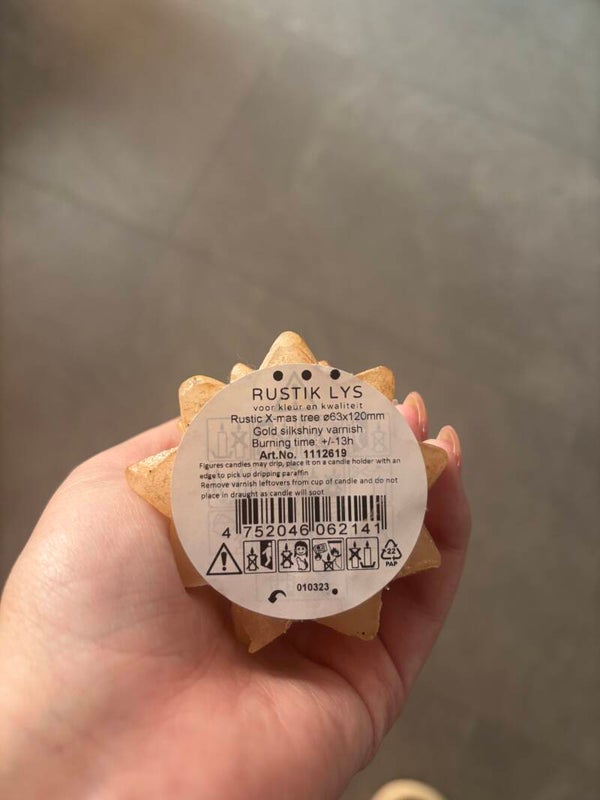 RUSTIK LYS
voor kleur en kwaliteit
Rustic X-mas tree ø63x120mm
Gold silkshiny varnish
Burning time: +/-13h
Art.No. 1112619
Figures candles may drip, place it on a candle holder with an
edge to pick up dripping paraffin
Remove varnish leftovers from cup of candle and do not
place in draught as candle will soot
4 752046 062141
22
PAP
010323